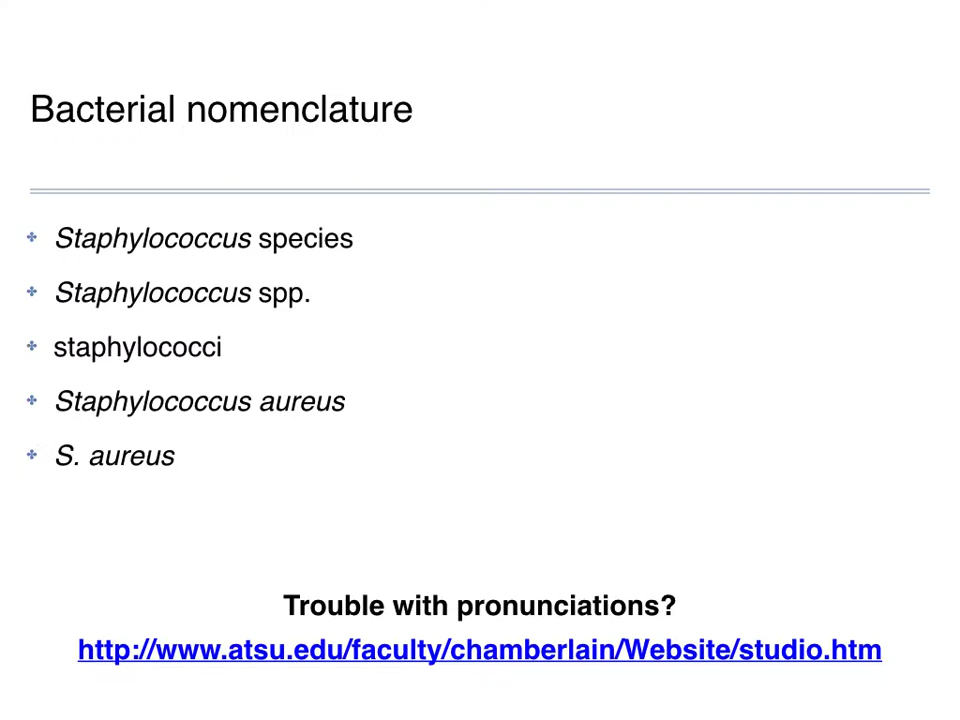 Bacterial nomenclature
Staphylococcus species
Staphylococcus spp.
staphylococci
Staphylococcus aureus
S. aureus
Trouble with pronunciations?
http://www.atsu.edu/faculty/chamberlain/Website/studio.htm